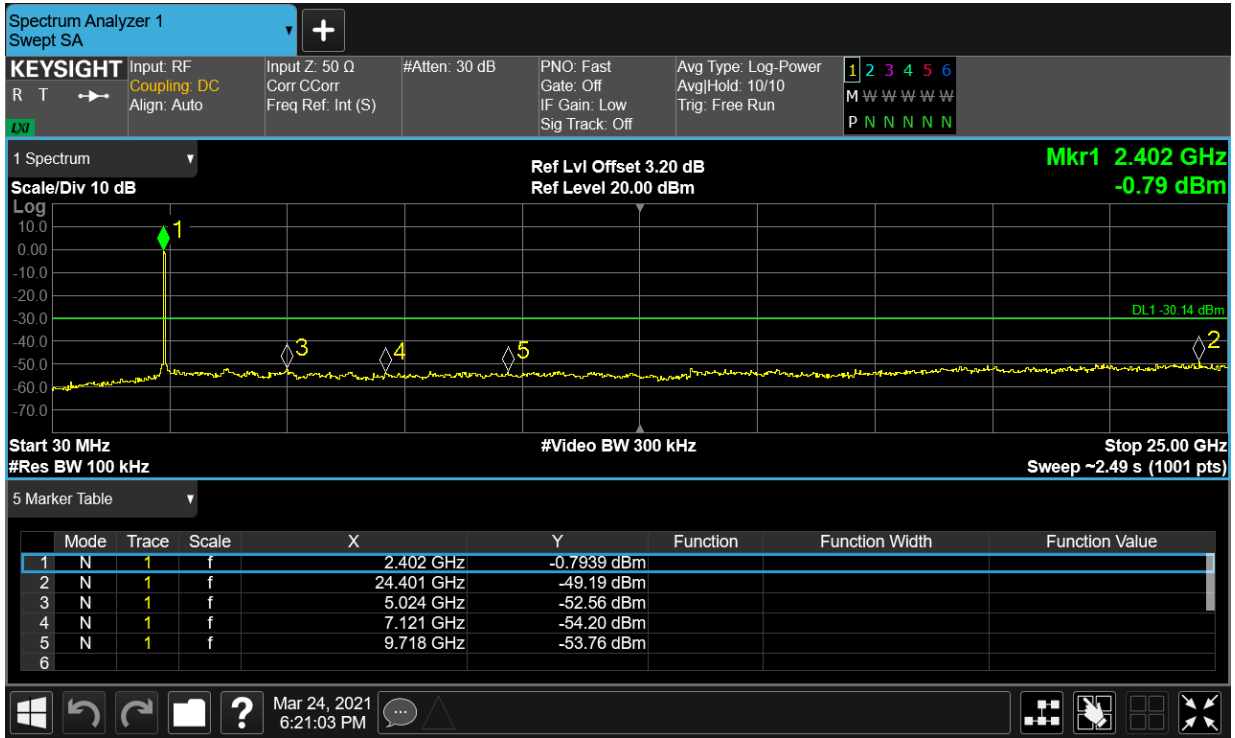 Spectrum Analyzer 1
Swept SA
KEYSIGHT
R T
LXI
Input: RF
Coupling: DC
Align: Auto
Input Z: 50 Ω
Corr CCorr
Freq Ref: Int (S)
#Atten: 30 dB
PNO: Fast
Gate: Off
IF Gain: Low
Sig Track: Off
Avg Type: Log-Power
Avg|Hold: 10/10
Trig: Free Run
1 2 3 4 5 6
M W W W W W
P N N N N N
1 Spectrum
Scale/Div 10 dB
Ref Lvl Offset 3.20 dB
Ref Level 20.00 dBm
Mkr1 2.402 GHz
-0.79 dBm
Log
10.0
0.00
-10.0
-20.0
-30.0
-40.0
-50.0
-60.0
-70.0
1
3
4
5
2
DL1 -30.14 dBm
Start 30 MHz
#Res BW 100 kHz
#Video BW 300 kHz
Stop 25.00 GHz
Sweep ~2.49 s (1001 pts)
5 Marker Table
Mode Trace Scale X Y Function Function Width Function Value
1 N 1 f 2.402 GHz -0.7939 dBm
2 N 1 f 24.401 GHz -49.19 dBm
3 N 1 f 5.024 GHz -52.56 dBm
4 N 1 f 7.121 GHz -54.20 dBm
5 N 1 f 9.718 GHz -53.76 dBm
6
?
Mar 24, 2021
6:21:03 PM